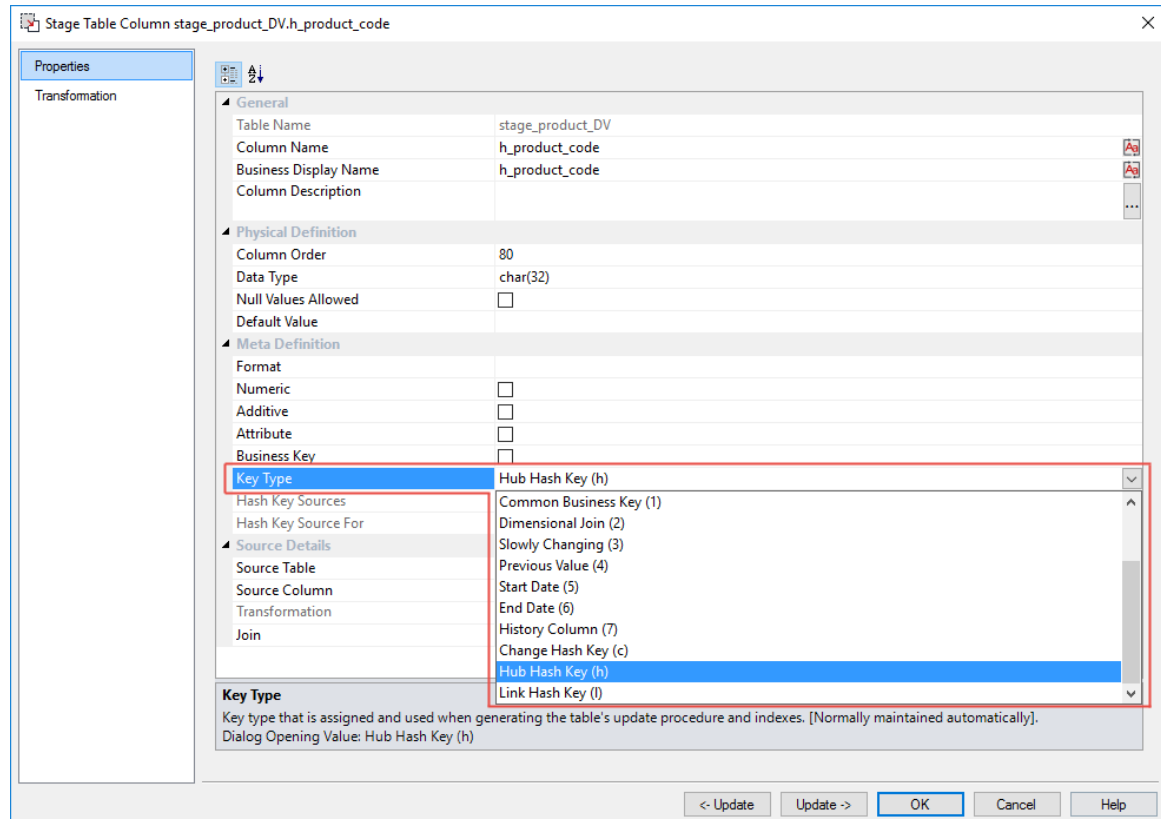 Stage Table Column stage_product_DV.h_product_code
Properties
Transformation
General
Table Name stage_product_DV
Column Name h_product_code
Business Display Name h_product_code
Column Description
...
Physical Definition
Column Order 80
Data Type char(32)
Null Values Allowed
Default Value
Meta Definition
Format
Numeric
Additive
Attribute
Business Key
Key Type Hub Hash Key (h)
Hash Key Sources Common Business Key (1)
Hash Key Source For Dimensional Join (2)
Source Details Slowly Changing (3)
Source Table Previous Value (4)
Source Column Start Date (5)
Transformation End Date (6)
Join History Column (7)
Change Hash Key (c)
Hub Hash Key (h)
Link Hash Key (l)
Key Type
Key type that is assigned and used when generating the table's update procedure and indexes. [Normally maintained automatically].
Dialog Opening Value: Hub Hash Key (h)
<- Update Update -> OK Cancel Help